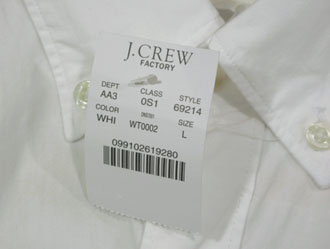 J.CREW
FACTORY
DEPT CLASS STYLE
AA3 0S1 69214
COLOR SIZE
WHI WT0002 L
099102619280